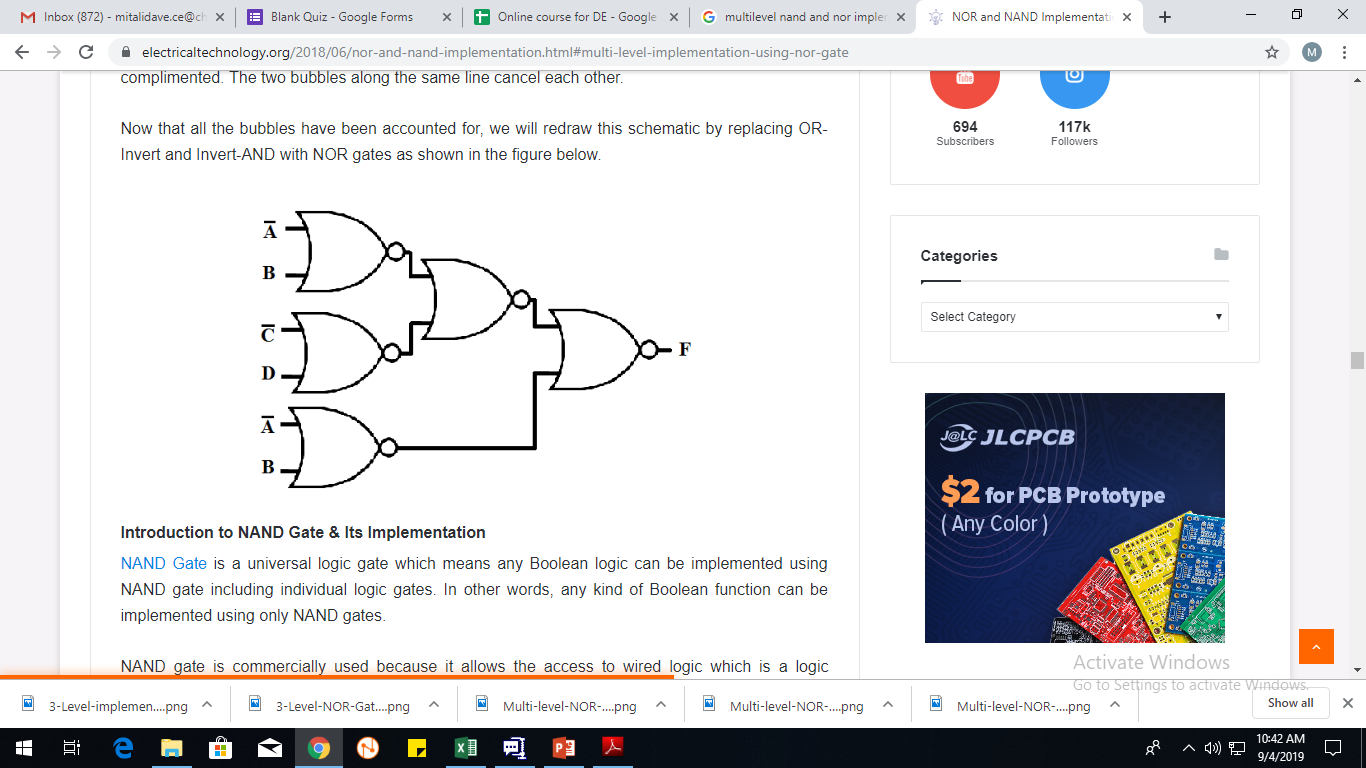 Inbox (872) - mitalidave.ce@ch
Blank Quiz - Google Forms
Online course for DE - Google
multilevel nand and nor impler
NOR and NAND Implementati
electricaltechnology.org/2018/06/nor-and-nand-implementation.html#multi-level-implementation-using-nor-gate
M
complimented. The two bubbles along the same line cancel each other.
Now that all the bubbles have been accounted for, we will redraw this schematic by replacing OR-
Invert and Invert-AND with NOR gates as shown in the figure below.
A̅
B
C̅
D
A̅
B
F
Introduction to NAND Gate & Its Implementation
NAND Gate is a universal logic gate which means any Boolean logic can be implemented using
NAND gate including individual logic gates. In other words, any kind of Boolean function can be
implemented using only NAND gates.
NAND gate is commercially used because it allows the access to wired logic which is a logic
Tube
694
Subscribers
117k
Followers
Categories
Select Category
J@LC JLCPCB
$2 for PCB Prototype
( Any Color )
Activate Windows
Go to Settings to activate Windows.
3-Level-implemen....png
3-Level-NOR-Gat....png
Multi-level-NOR-....png
Multi-level-NOR-....png
Multi-level-NOR-....png
Show all
10:42 AM
9/4/2019